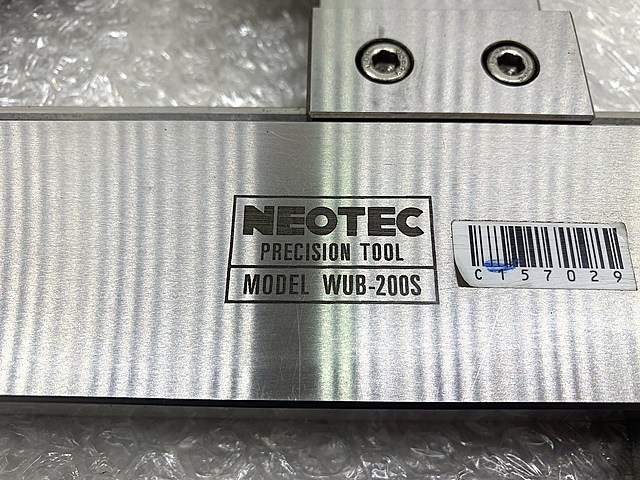 NEOTEC
PRECISION TOOL
MODEL WUB-200S
C157029